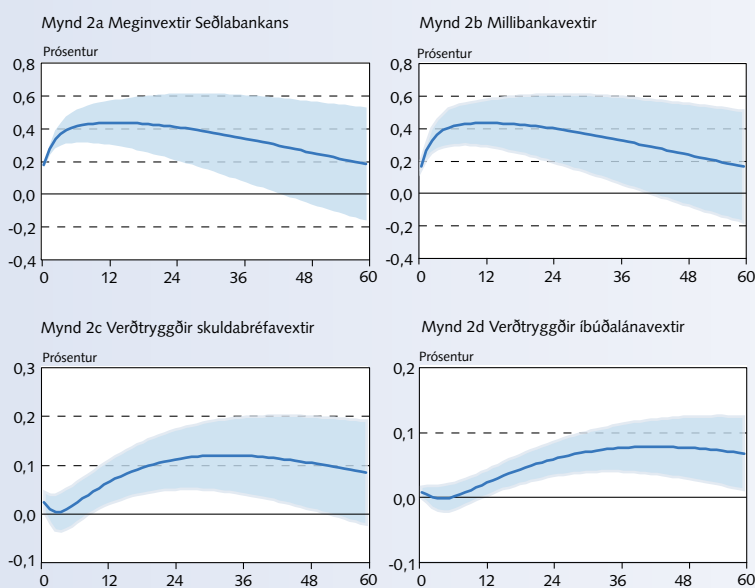 Mynd 2a Meginvextir Seðlabankans
Prósentur
0,8
0,6
0,4
0,2
0,0
-0,2
-0,4
0 12 24 36 48 60
Mynd 2b Millibankavextir
Prósentur
0,8
0,6
0,4
0,2
0,0
-0,2
-0,4
0 12 24 36 48 60
Mynd 2c Verðtryggðir skuldabréfavextir
Prósentur
0,3
0,2
0,1
0,0
-0,1
0 12 24 36 48 60
Mynd 2d Verðtryggðir íbúðalánavextir
Prósentur
0,2
0,1
0,0
-0,1
0 12 24 36 48 60